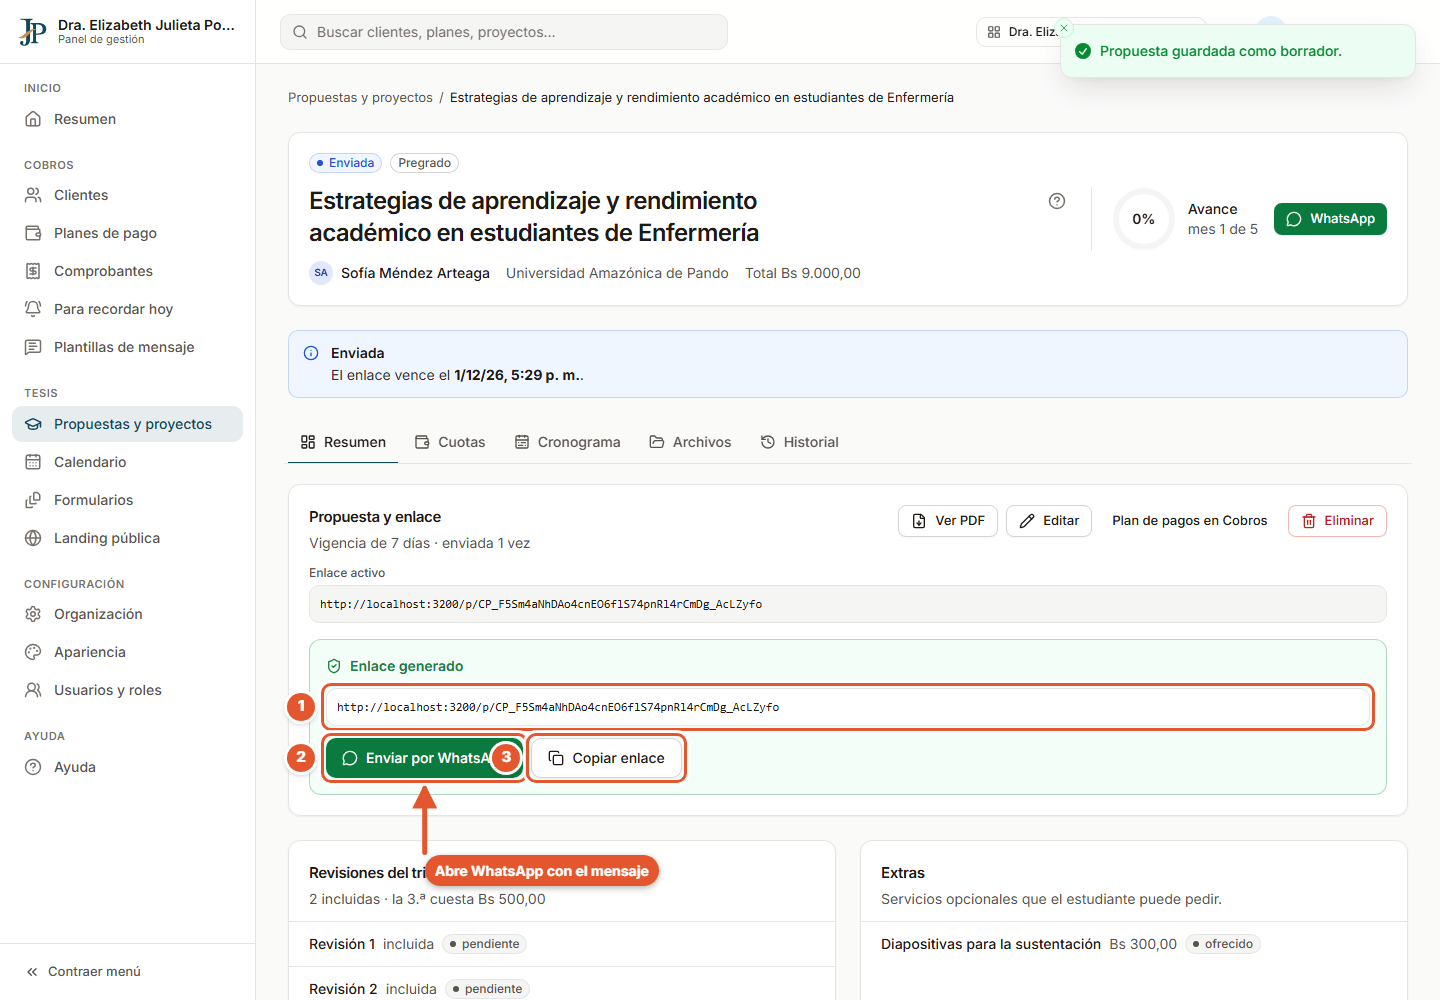 JP
Dra. Elizabeth Julieta Po...
Panel de gestión
Buscar clientes, planes, proyectos...
Dra. Eliz
Propuesta guardada como borrador.
INICIO
Resumen
COBROS
Clientes
Planes de pago
Comprobantes
Para recordar hoy
Plantillas de mensaje
TESIS
Propuestas y proyectos
Calendario
Formularios
Landing pública
CONFIGURACIÓN
Organización
Apariencia
Usuarios y roles
AYUDA
Ayuda
Contraer menú
Propuestas y proyectos / Estrategias de aprendizaje y rendimiento académico en estudiantes de Enfermería
Enviada Pregrado
Estrategias de aprendizaje y rendimiento
académico en estudiantes de Enfermería
SA Sofía Méndez Arteaga Universidad Amazónica de Pando Total Bs 9.000,00
0%
Avance
mes 1 de 5
WhatsApp
Enviada
El enlace vence el 1/12/26, 5:29 p. m..
Resumen Cuotas Cronograma Archivos Historial
Propuesta y enlace
Vigencia de 7 días · enviada 1 vez
Ver PDF Editar Plan de pagos en Cobros Eliminar
Enlace activo
http://localhost:3200/p/CP_F5Sm4aNhDAo4cnEO6flS74pnRl4rCmDg_AcLZyfo
Enlace generado
1 http://localhost:3200/p/CP_F5Sm4aNhDAo4cnEO6flS74pnRl4rCmDg_AcLZyfo
2 Enviar por WhatsA 3 Copiar enlace
Abre WhatsApp con el mensaje
Revisiones del tri
2 incluidas · la 3.ª cuesta Bs 500,00
Revisión 1 incluida pendiente
Revisión 2 incluida pendiente
Extras
Servicios opcionales que el estudiante puede pedir.
Diapositivas para la sustentación Bs 300,00 ofrecido